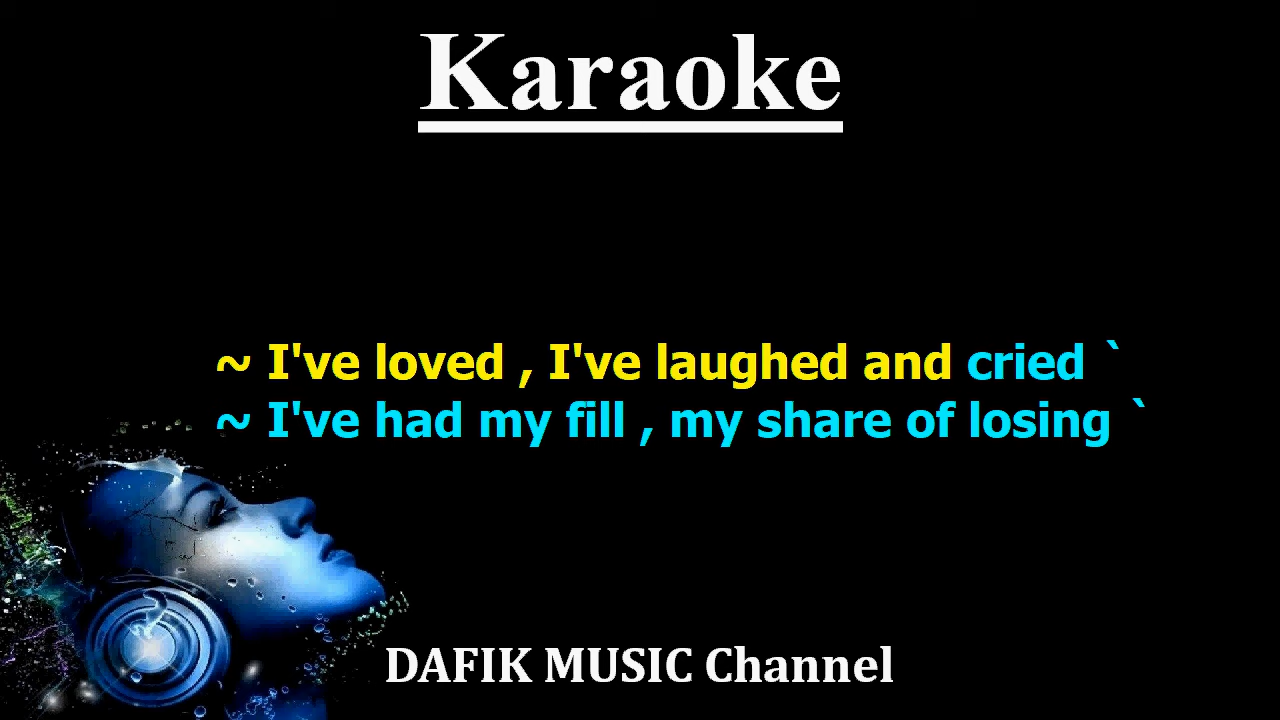 Karaoke
~ I've loved , I've laughed and cried `
~ I've had my fill , my share of losing `
DAFIK MUSIC Channel